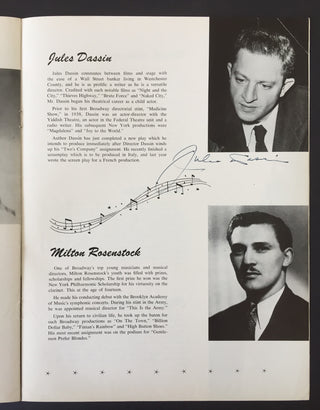 Jules Dassin
Jules Dassin commutes between films and stage with
the ease of a Wall Street banker living in Westchester
County, and he is as prolific a writer as he is a versatile
director. Credited with such notable films as "Night and the
City," "Thieves Highway," "Brute Force" and "Naked City,"
Mr. Dassin began his theatrical career as a child actor.
Prior to his first Broadway directorial stint, "Medicine
Show," in 1939, Dassin was an actor-director with the
Yiddish Theatre, an actor in the Federal Theatre and a
radio writer. His subsequent New York productions were
"Magdalena" and "Joy to the World."
Author Dassin has just completed a new play which he
intends to produce immediately after Director Dassin winds
up his "Two's Company" assignment. He recently finished a
screenplay which is to be produced in Italy, and last year
wrote the screen play for a French production.
Jules Dassin
Milton Rosenstock
One of Broadway's top young musicians and musical
directors, Milton Rosenstock's youth was filled with prizes,
scholarships and fellowships. The first prize he won was the
New York Philharmonic Scholarship for his virtuosity on the
clarinet. This at the age of fourteen.
He made his conducting debut with the Brooklyn Academy
of Music's symphonic concerts. During his stint in the Army,
he was appointed musical director for "This Is the Army."
Upon his return to civilian life, he took up the baton for
such Broadway productions as "On The Town," "Billion
Dollar Baby," "Finian's Rainbow" and "High Button Shoes."
His most recent assignment was on the podium for "Gentle-
men Prefer Blondes."